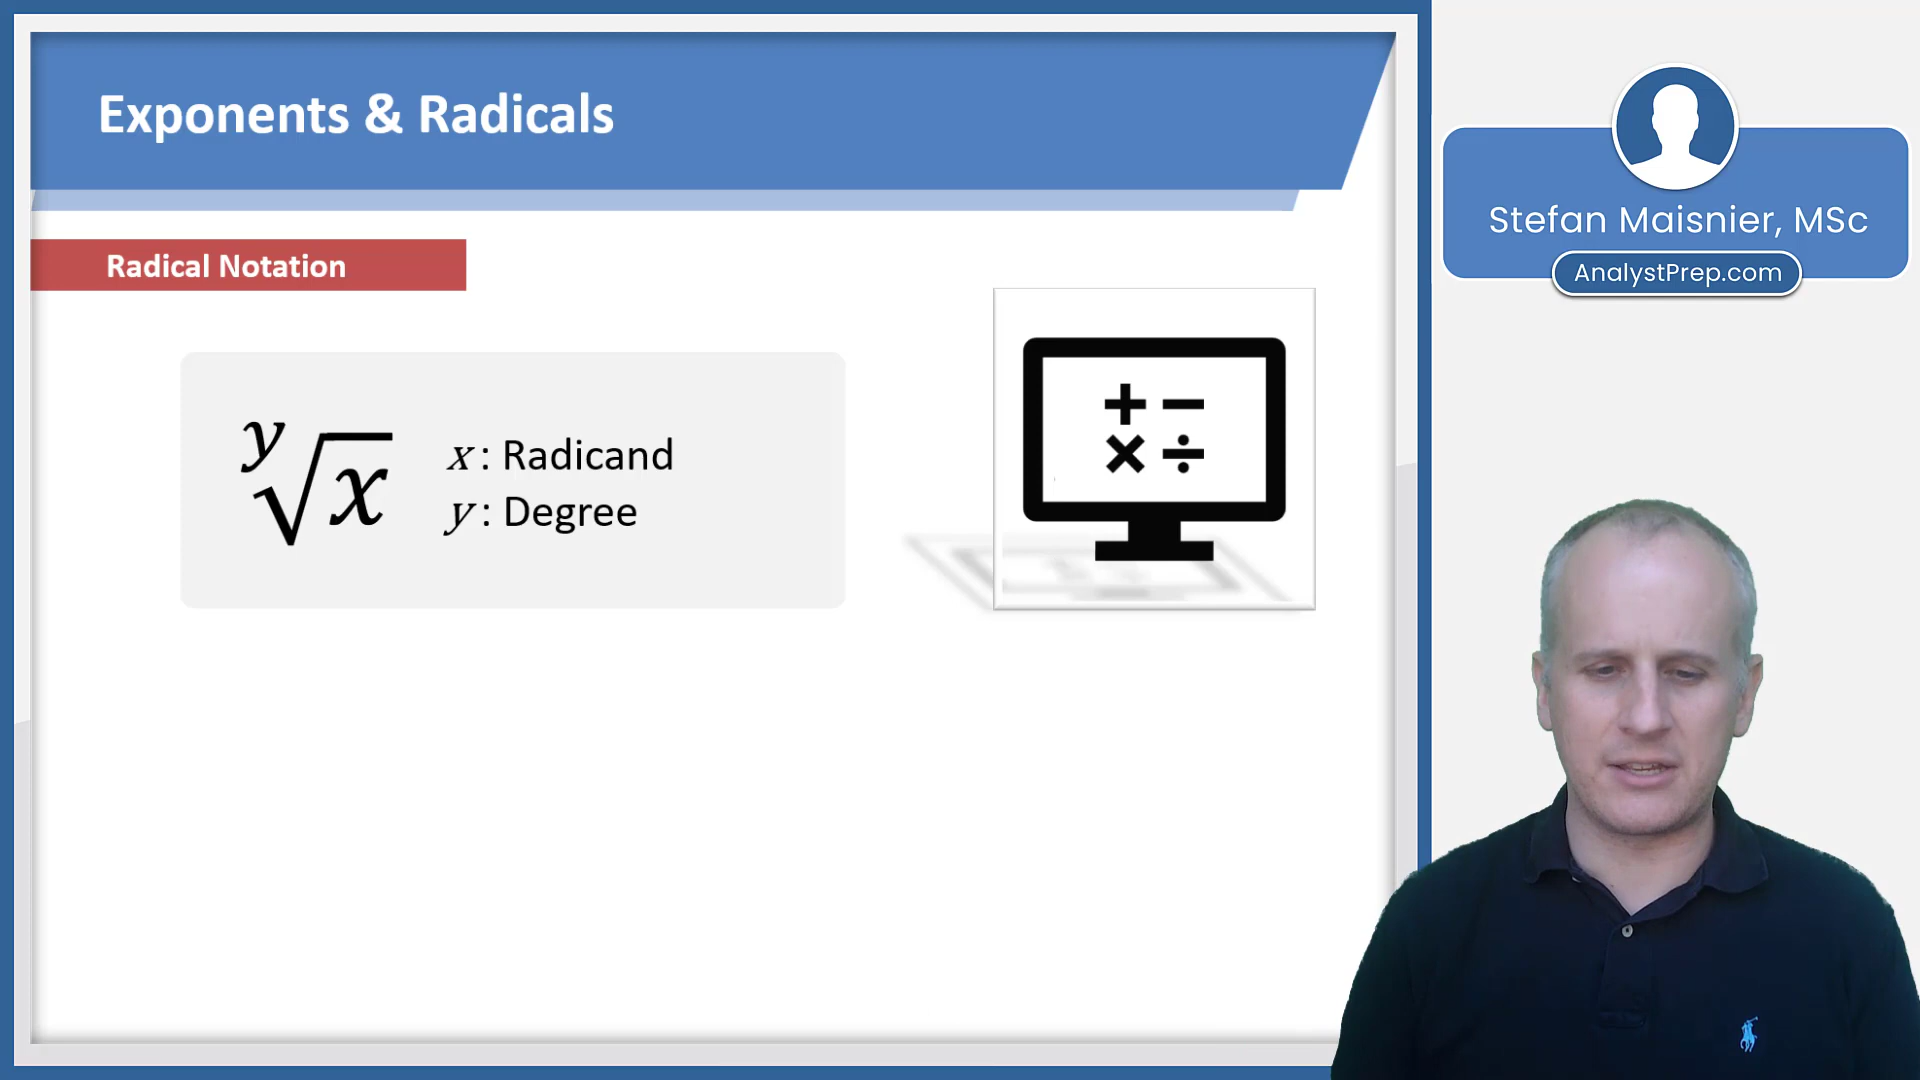 Exponents & Radicals
Radical Notation
y√x
x : Radicand
y : Degree
+ −
× ÷
Stefan Maisnier, MSc
AnalystPrep.com